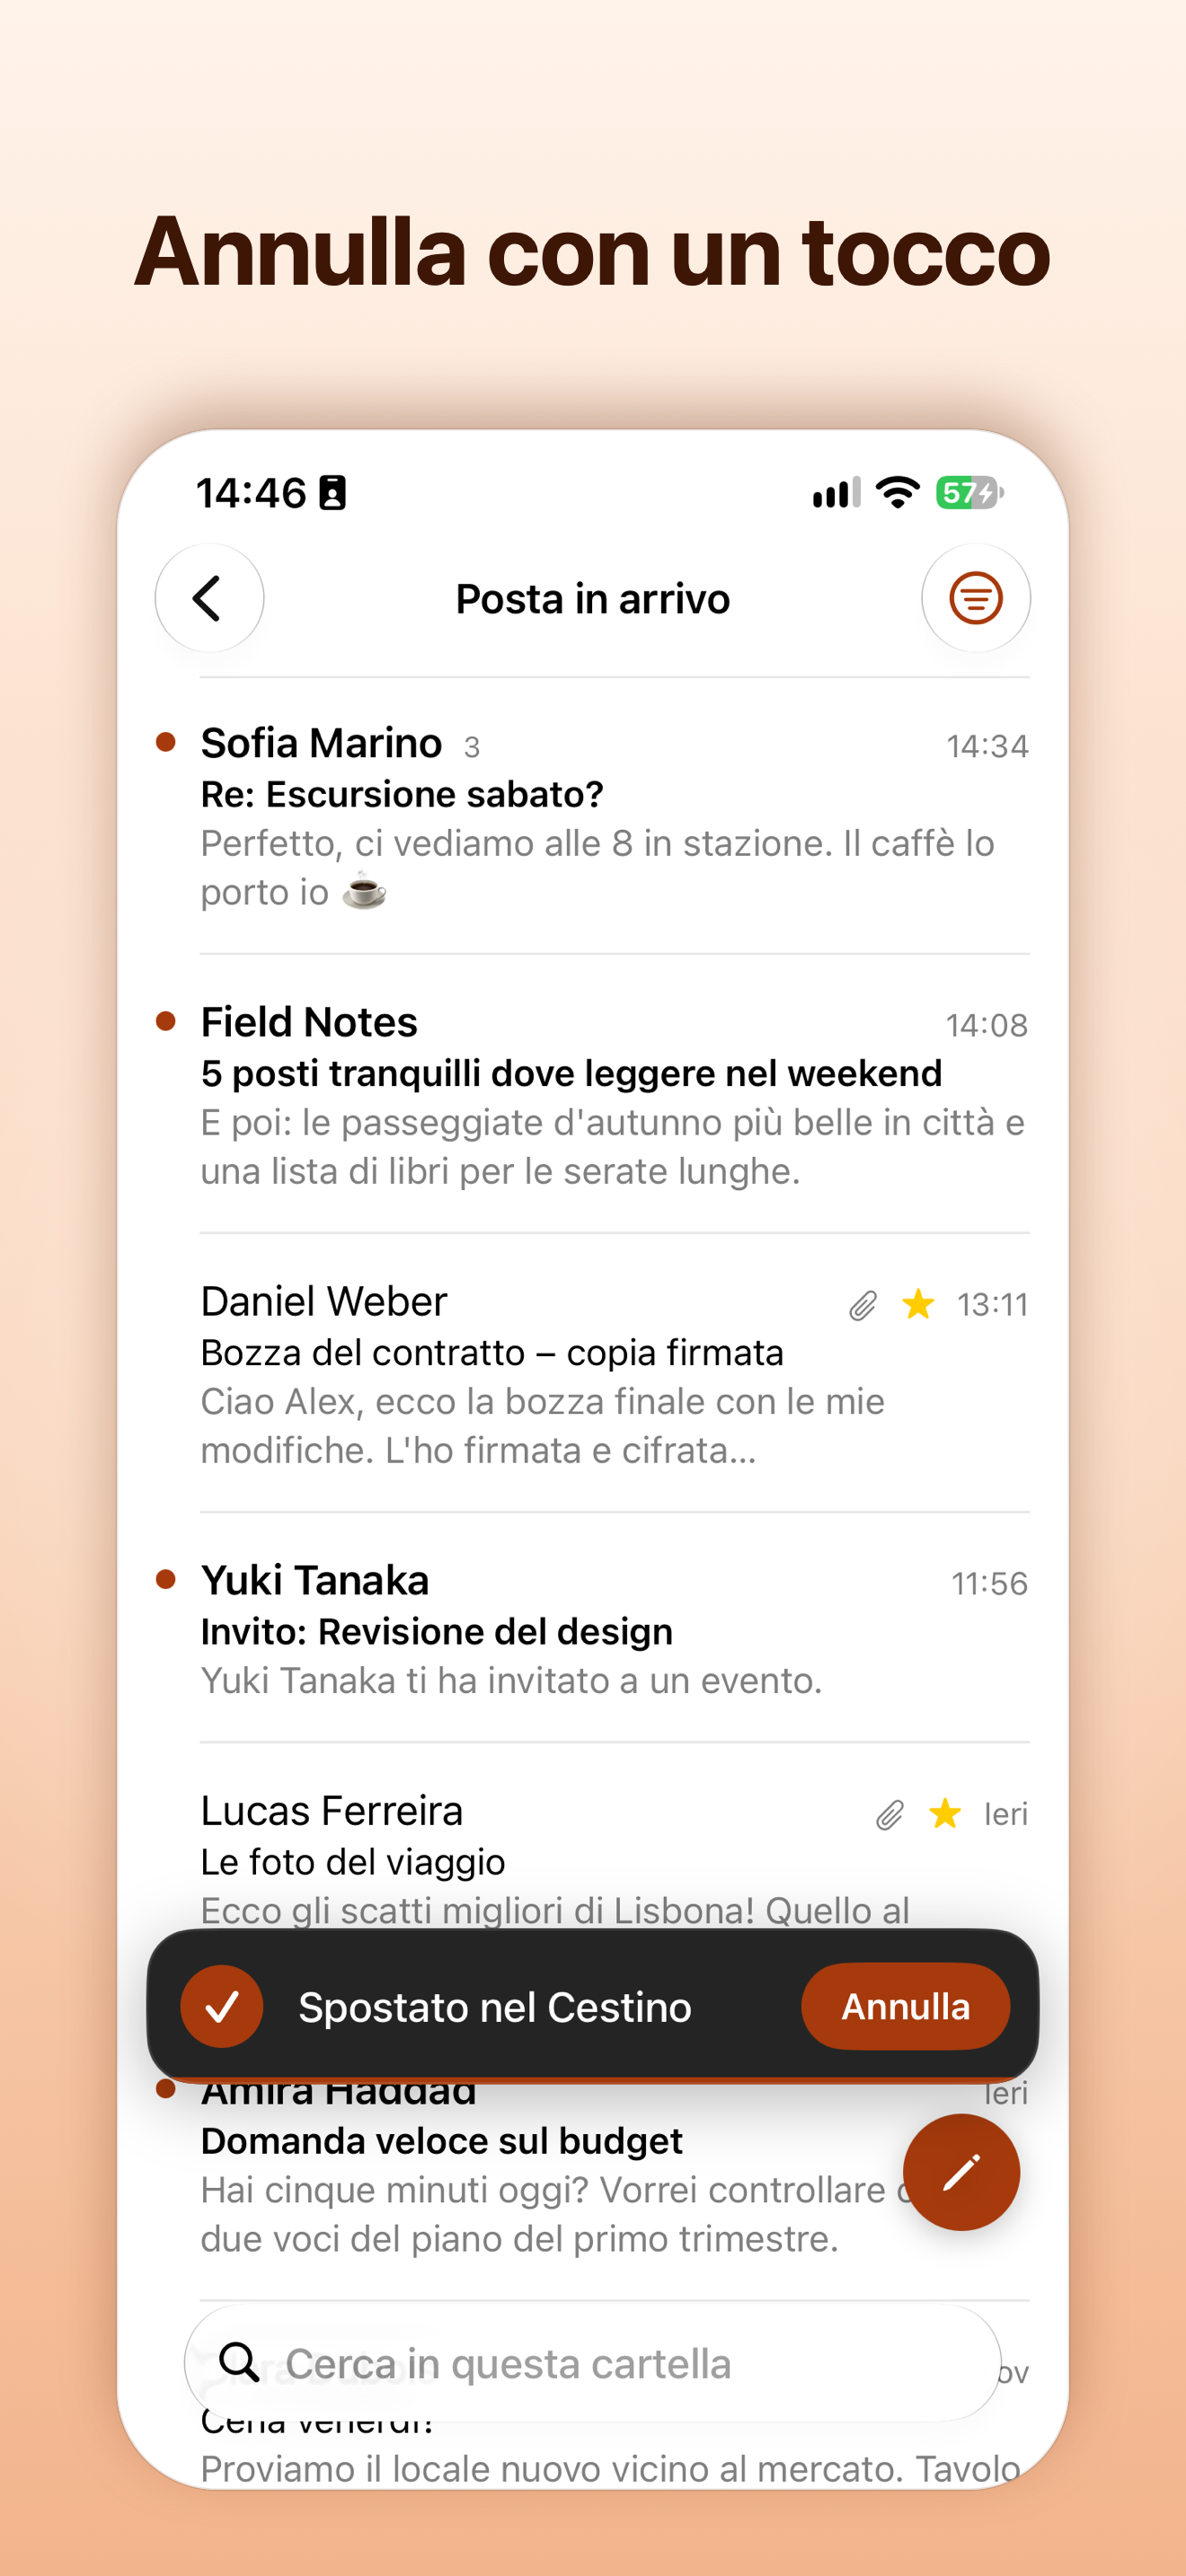 Annulla con un tocco
14:46
57
Posta in arrivo
Sofia Marino 3 14:34
Re: Escursione sabato?
Perfetto, ci vediamo alle 8 in stazione. Il caffè lo
porto io ☕
Field Notes 14:08
5 posti tranquilli dove leggere nel weekend
E poi: le passeggiate d'autunno più belle in città e
una lista di libri per le serate lunghe.
Daniel Weber 13:11
Bozza del contratto – copia firmata
Ciao Alex, ecco la bozza finale con le mie
modifiche. L'ho firmata e cifrata...
Yuki Tanaka 11:56
Invito: Revisione del design
Yuki Tanaka ti ha invitato a un evento.
Lucas Ferreira Ieri
Le foto del viaggio
Ecco gli scatti migliori di Lisbona! Quello al
Spostato nel Cestino Annulla
Amira Haddad Ieri
Domanda veloce sul budget
Hai cinque minuti oggi? Vorrei controllare
due voci del piano del primo trimestre.
Cerca in questa cartella
Cena venerdì?
Proviamo il locale nuovo vicino al mercato. Tavolo